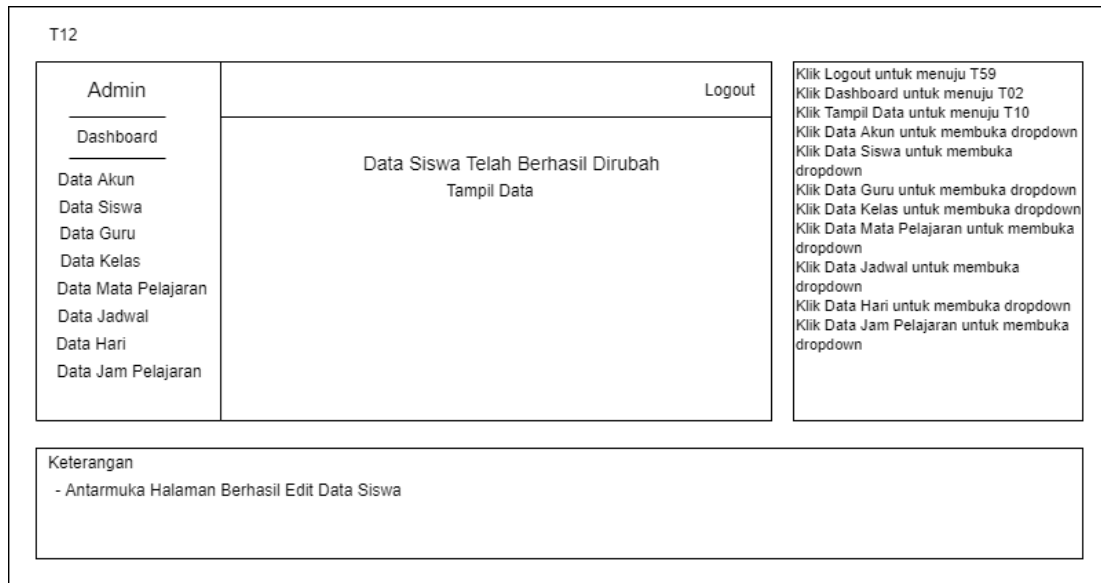 T12
Admin
Logout
Dashboard
Data Siswa Telah Berhasil Dirubah
Tampil Data
Data Akun
Data Siswa
Data Guru
Data Kelas
Data Mata Pelajaran
Data Jadwal
Data Hari
Data Jam Pelajaran
Klik Logout untuk menuju T59
Klik Dashboard untuk menuju T02
Klik Tampil Data untuk menuju T10
Klik Data Akun untuk membuka dropdown
Klik Data Siswa untuk membuka
dropdown
Klik Data Guru untuk membuka dropdown
Klik Data Kelas untuk membuka dropdown
Klik Data Mata Pelajaran untuk membuka
dropdown
Klik Data Jadwal untuk membuka
dropdown
Klik Data Hari untuk membuka dropdown
Klik Data Jam Pelajaran untuk membuka
dropdown
Keterangan
- Antarmuka Halaman Berhasil Edit Data Siswa